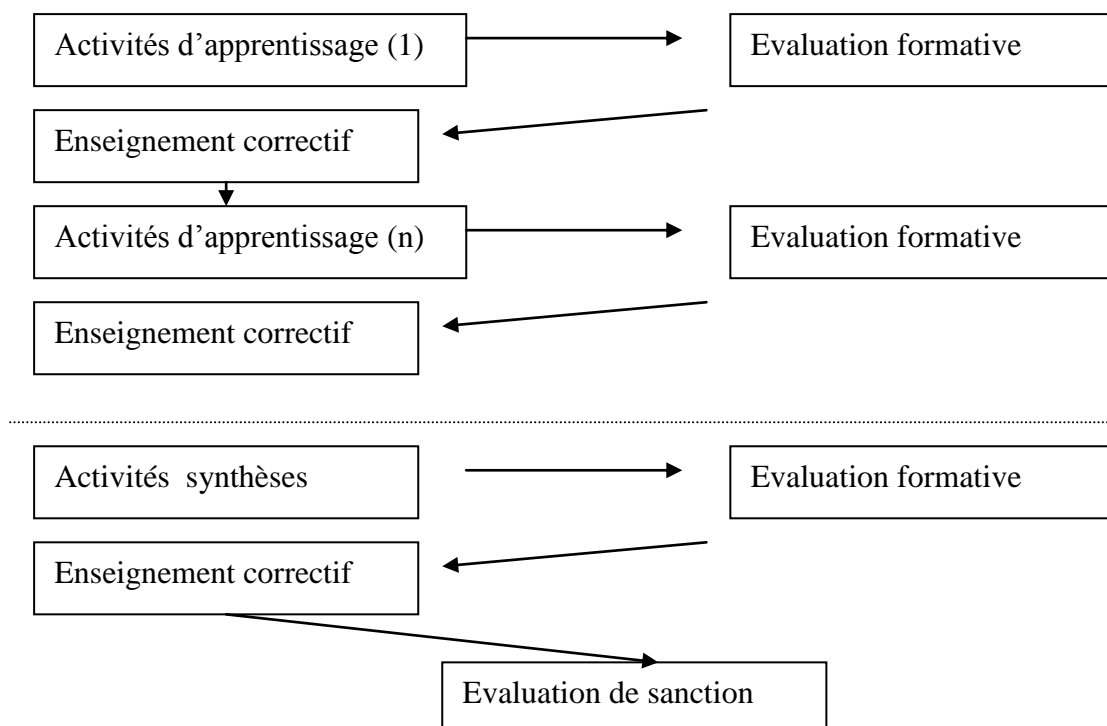 Activités d’apprentissage (1)
Evaluation formative
Enseignement correctif
Activités d’apprentissage (n)
Evaluation formative
Enseignement correctif
Activités  synthèses
Evaluation formative
Enseignement correctif
Evaluation de sanction